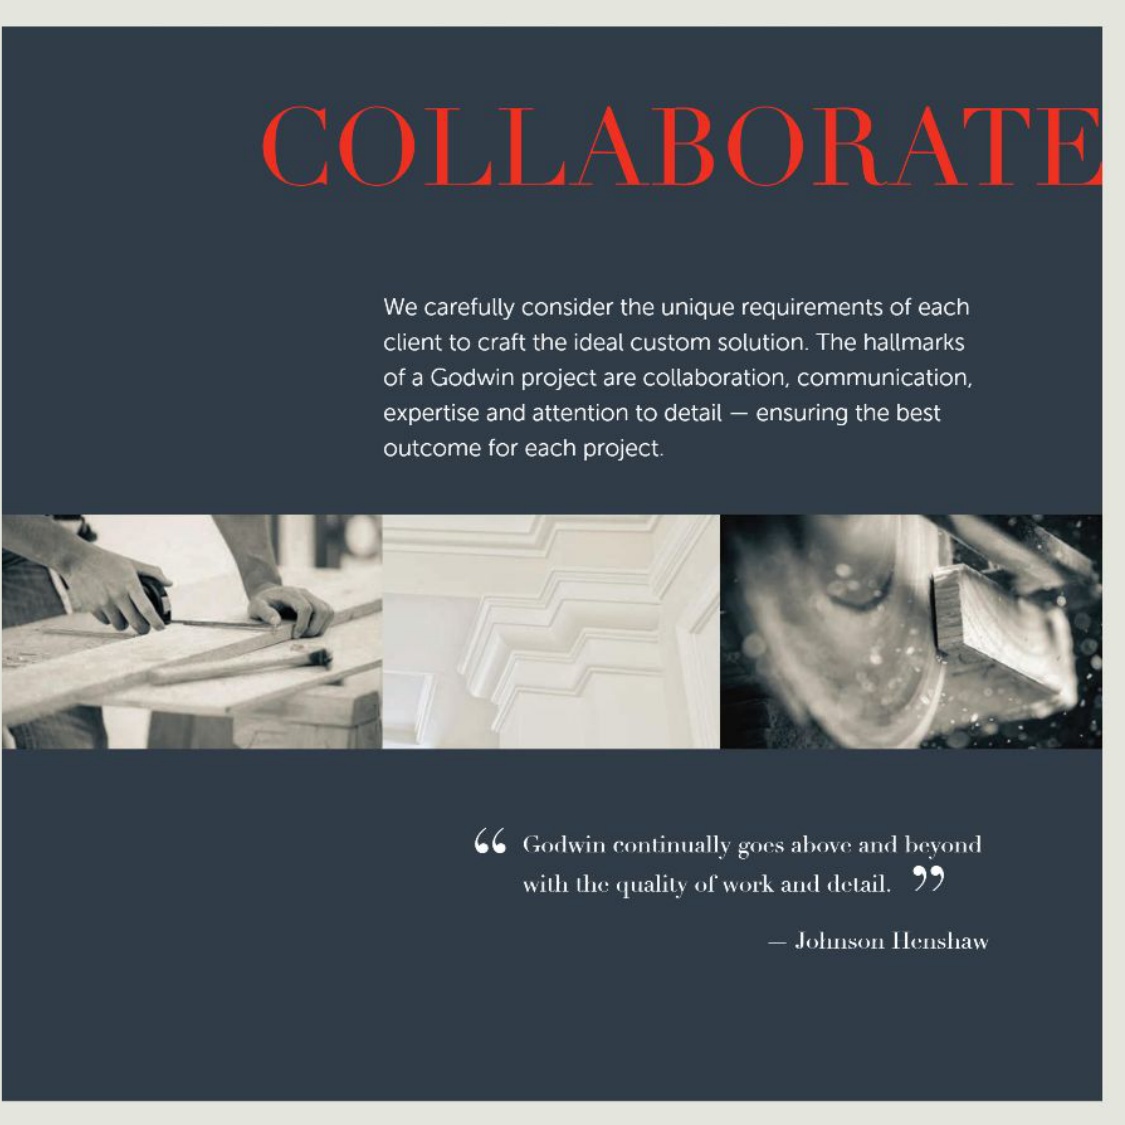 COLLABORATE
We carefully consider the unique requirements of each
client to craft the ideal custom solution. The hallmarks
of a Godwin project are collaboration, communication,
expertise and attention to detail — ensuring the best
outcome for each project.
“ Godwin continually goes above and beyond
with the quality of work and detail. ”
— Johnson Henshaw